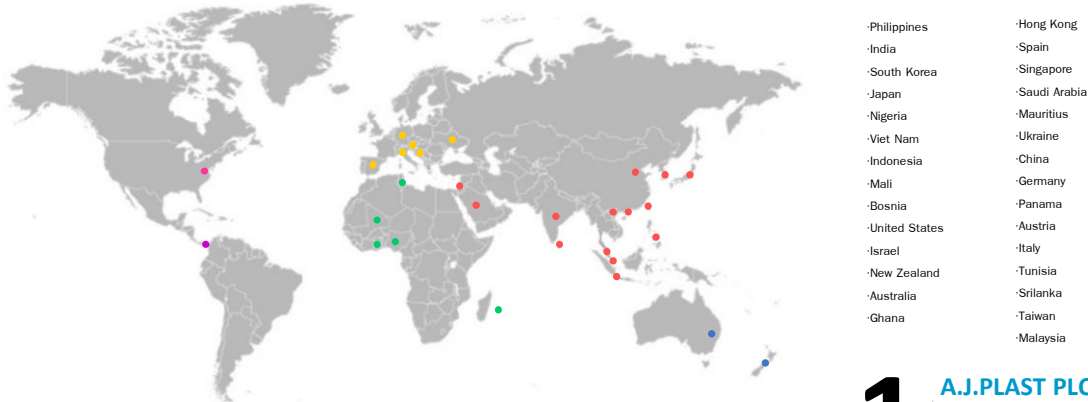 ·Philippines
·India
·South Korea
·Japan
·Nigeria
·Viet Nam
·Indonesia
·Mali
·Bosnia
·United States
·Israel
·New Zealand
·Australia
·Ghana
·Hong Kong
·Spain
·Singapore
·Saudi Arabia
·Mauritius
·Ukraine
·China
·Germany
·Panama
·Austria
·Italy
·Tunisia
·Srilanka
·Taiwan
·Malaysia
1 A.J.PLAST PLC